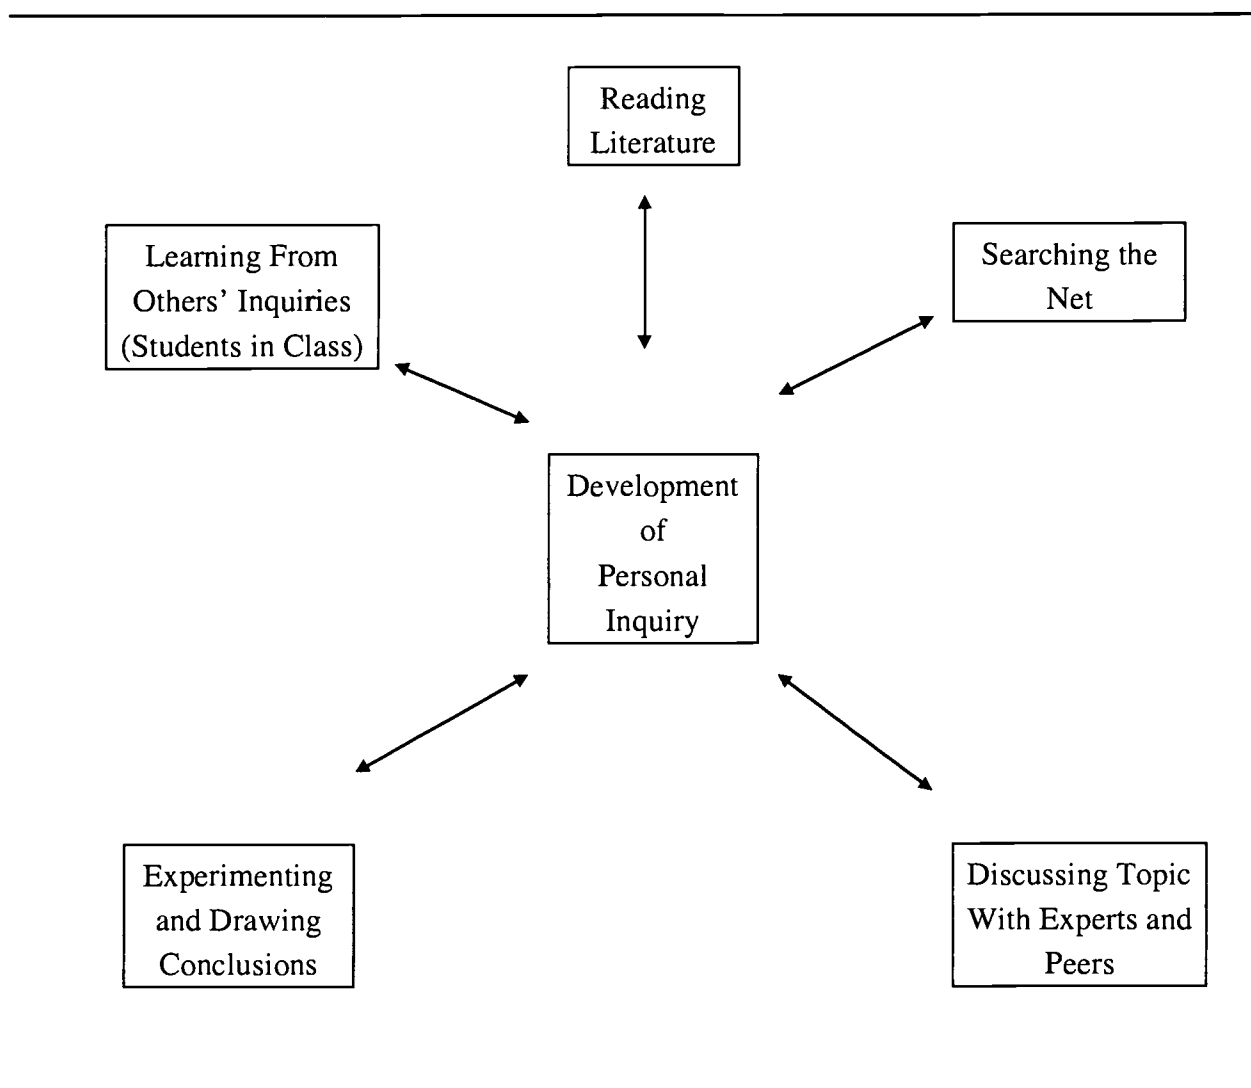 Reading
Literature
Learning From
Others' Inquiries
(Students in Class)
Searching the
Net
Development
of
Personal
Inquiry
Experimenting
and Drawing
Conclusions
Discussing Topic
With Experts and
Peers